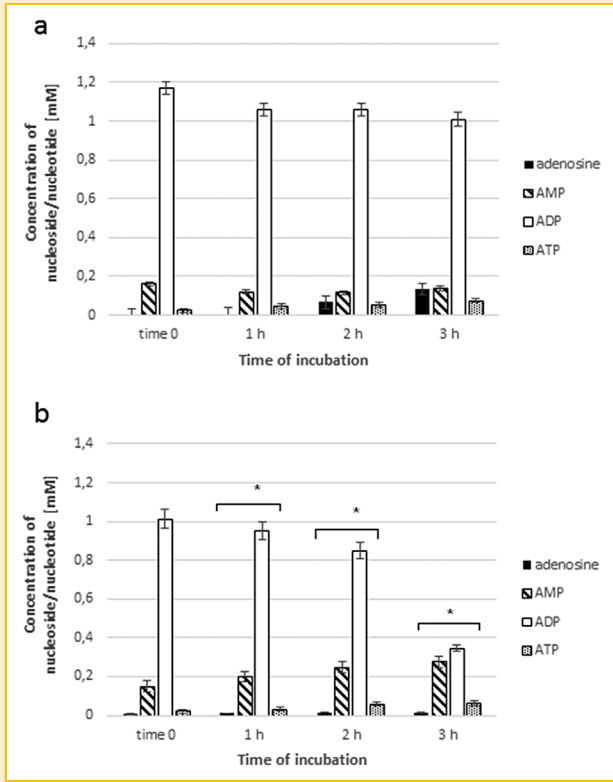 a
1,4
1,2
1
0,8
0,6
0,4
0,2
0
Concentration of
nucleoside/nucleotide [mM]
time 0 1 h 2 h 3 h
Time of incubation
adenosine
AMP
ADP
ATP
b
1,4
1,2
1
0,8
0,6
0,4
0,2
0
Concentration of
nucleoside/nucleotide [mM]
* * *
time 0 1 h 2 h 3 h
Time of incubation
adenosine
AMP
ADP
ATP